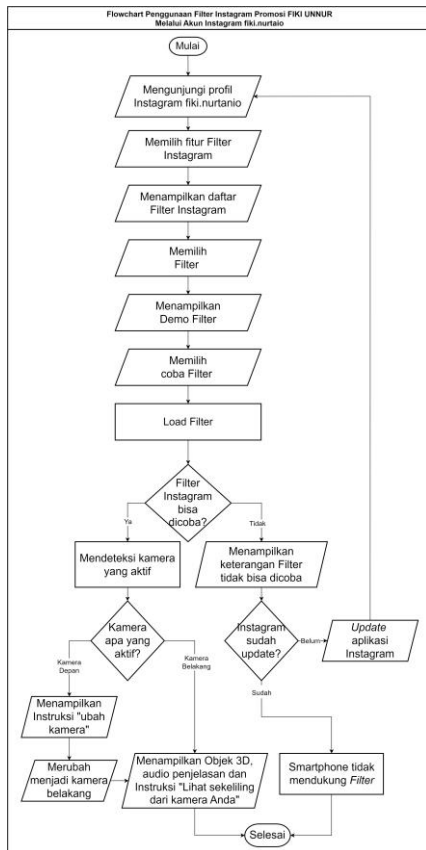 Flowchart Penggunaan Filter Instagram Promosi FIKI UNNUR
Melalui Akun Instagram fiki.nurtaio
Mulai
Mengunjungi profil
Instagram fiki.nurtanio
Memilih fitur Filter
Instagram
Menampilkan daftar
Filter Instagram
Memilih
Filter
Menampilkan
Demo Filter
Memilih
coba Filter
Load Filter
Filter
Instagram
bisa
dicoba?
Ya
Tidak
Mendeteksi kamera
yang aktif
Menampilkan
keterangan Filter
tidak bisa dicoba
Kamera
apa yang
aktif?
Instagram
sudah
update?
Belum
Update
aplikasi
Instagram
Kamera
Depan
Kamera
Belakang
Sudah
Menampilkan
Instruksi "ubah
kamera"
Merubah
menjadi kamera
belakang
Menampilkan Objek 3D,
audio penjelasan dan
Instruksi "Lihat sekeliling
dari kamera Anda"
Smartphone tidak
mendukung Filter
Selesai